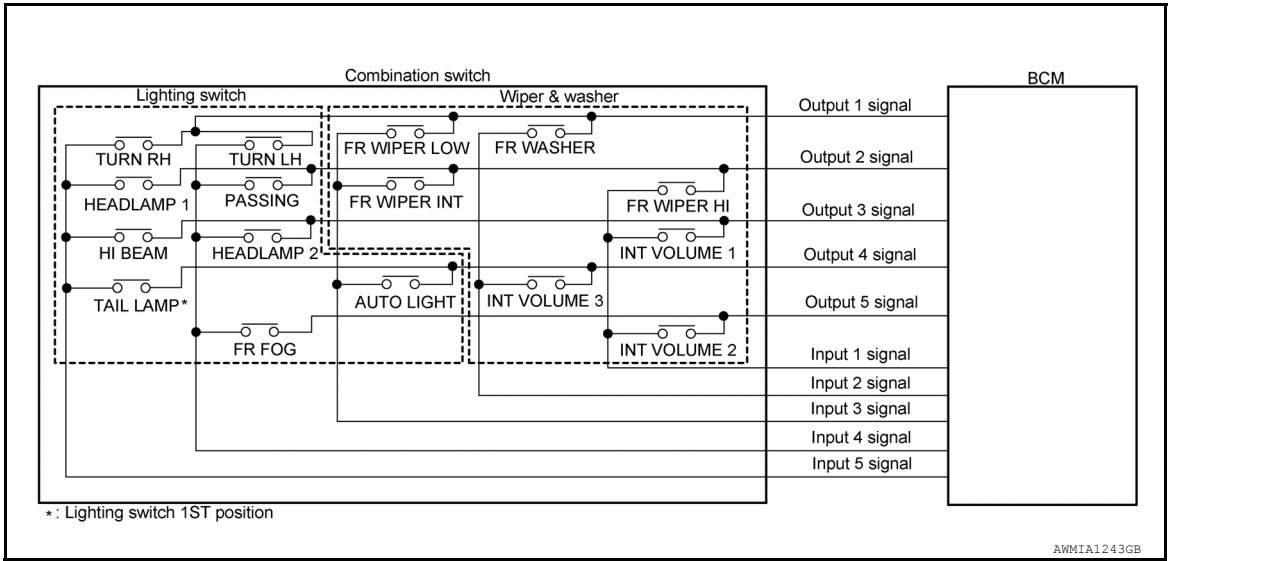 Combination switch
BCM
Lighting switch
Wiper & washer
Output 1 signal
TURN RH
TURN LH
FR WIPER LOW
FR WASHER
Output 2 signal
HEADLAMP 1
PASSING
FR WIPER INT
FR WIPER HI
Output 3 signal
HI BEAM
HEADLAMP 2
INT VOLUME 1
Output 4 signal
TAIL LAMP*
AUTO LIGHT
INT VOLUME 3
Output 5 signal
FR FOG
INT VOLUME 2
Input 1 signal
Input 2 signal
Input 3 signal
Input 4 signal
Input 5 signal
* : Lighting switch 1ST position
AWMIA1243GB